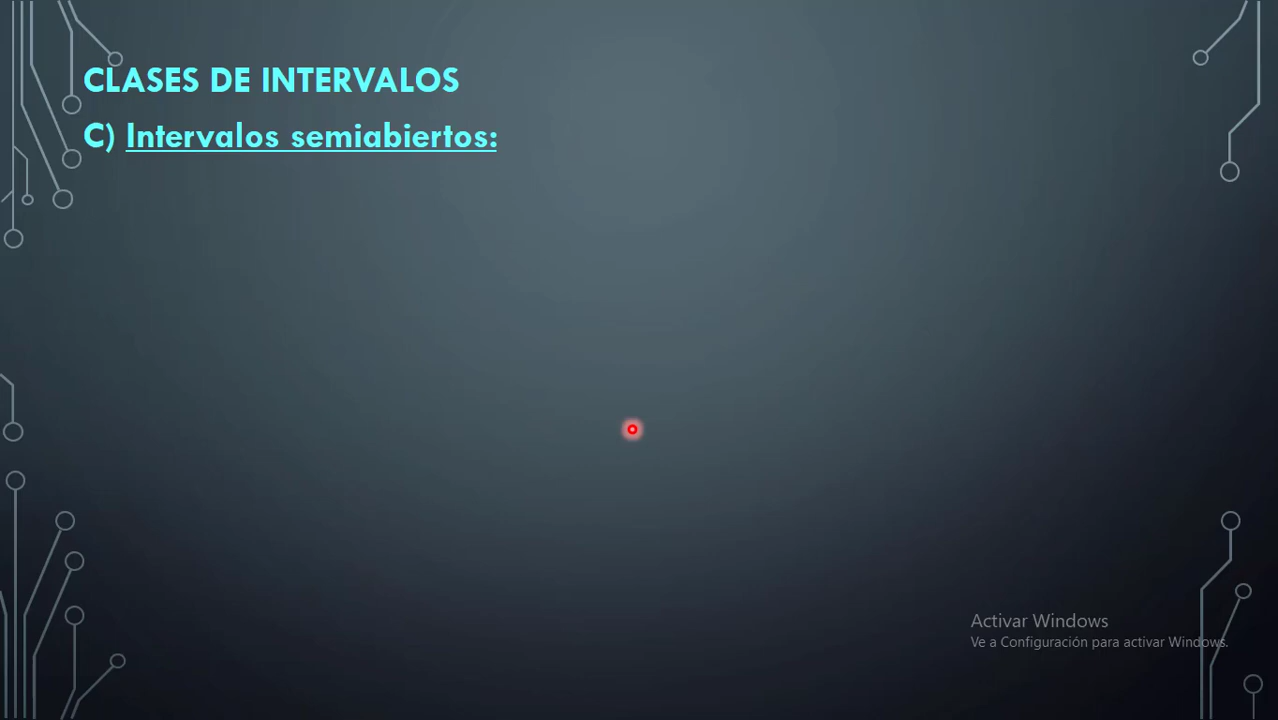 CLASES DE INTERVALOS
C) Intervalos semiabiertos:
Activar Windows
Ve a Configuración para activar Windows.